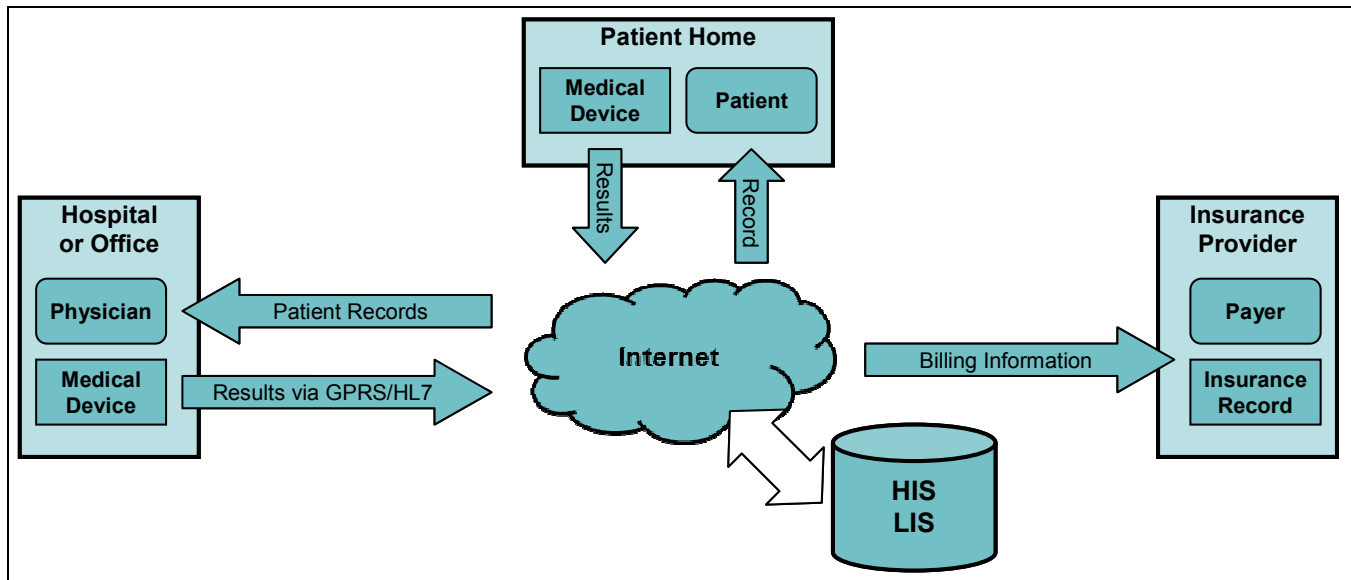 Patient Home
Medical
Device
Patient
Results
Record
Hospital
or Office
Physician
Medical
Device
Patient Records
Results via GPRS/HL7
Internet
Billing Information
Insurance
Provider
Payer
Insurance
Record
HIS
LIS